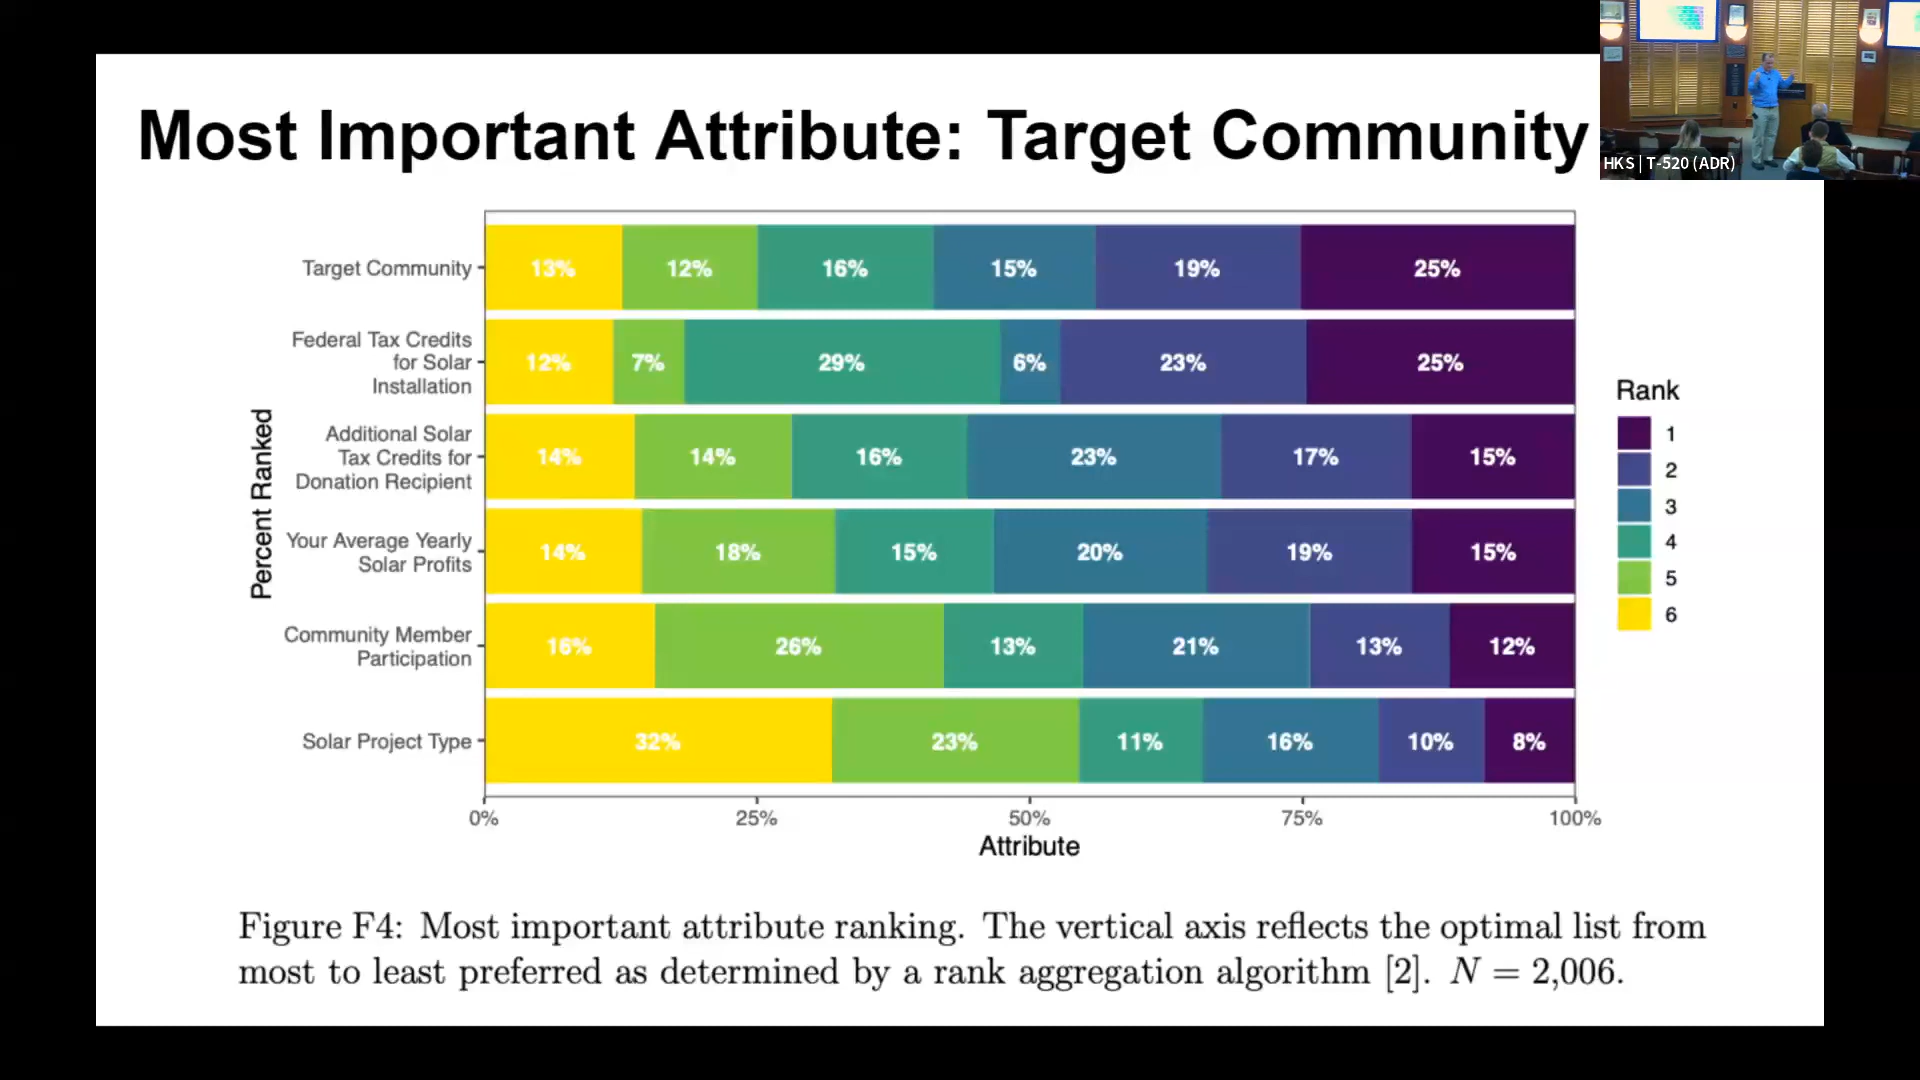 Most Important Attribute: Target Community
HKS | T-520 (ADR)
Percent Ranked
Target Community
13% 12% 16% 15% 19% 25%
Federal Tax Credits
for Solar
Installation
12% 7% 29% 6% 23% 25%
Additional Solar
Tax Credits for
Donation Recipient
14% 14% 16% 23% 17% 15%
Your Average Yearly
Solar Profits
14% 18% 15% 20% 19% 15%
Community Member
Participation
16% 26% 13% 21% 13% 12%
Solar Project Type
32% 23% 11% 16% 10% 8%
0% 25% 50% 75% 100%
Attribute
Rank
1
2
3
4
5
6
Figure F4: Most important attribute ranking. The vertical axis reflects the optimal list from
most to least preferred as determined by a rank aggregation algorithm [2]. N = 2,006.